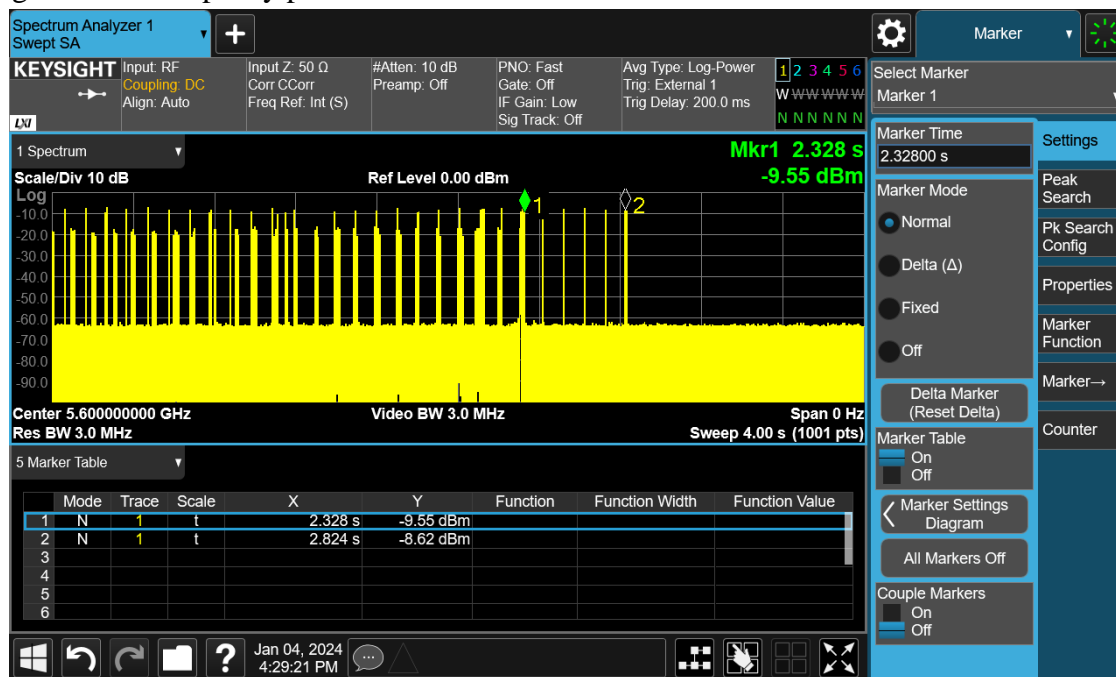 Spectrum Analyzer 1
Swept SA
+
Marker
KEYSIGHT
LXI
Input: RF
Coupling: DC
Align: Auto
Input Z: 50 Ω
Corr CCorr
Freq Ref: Int (S)
#Atten: 10 dB
Preamp: Off
PNO: Fast
Gate: Off
IF Gain: Low
Sig Track: Off
Avg Type: Log-Power
Trig: External 1
Trig Delay: 200.0 ms
1 2 3 4 5 6
W W W W W W
N N N N N N
1 Spectrum
Scale/Div 10 dB
Ref Level 0.00 dBm
Mkr1 2.328 s
-9.55 dBm
Log
-10.0
-20.0
-30.0
-40.0
-50.0
-60.0
-70.0
-80.0
-90.0
1
2
Center 5.600000000 GHz
Video BW 3.0 MHz
Span 0 Hz
Res BW 3.0 MHz
Sweep 4.00 s (1001 pts)
5 Marker Table
Mode Trace Scale X Y Function Function Width Function Value
1 N 1 t 2.328 s -9.55 dBm
2 N 1 t 2.824 s -8.62 dBm
3
4
5
6
Select Marker
Marker 1
Marker Time
2.32800 s
Marker Mode
Normal
Delta (Δ)
Fixed
Off
Delta Marker
(Reset Delta)
Marker Table
On
Off
Marker Settings
Diagram
All Markers Off
Couple Markers
On
Off
Settings
Peak
Search
Pk Search
Config
Properties
Marker
Function
Marker→
Counter
?
Jan 04, 2024
4:29:21 PM